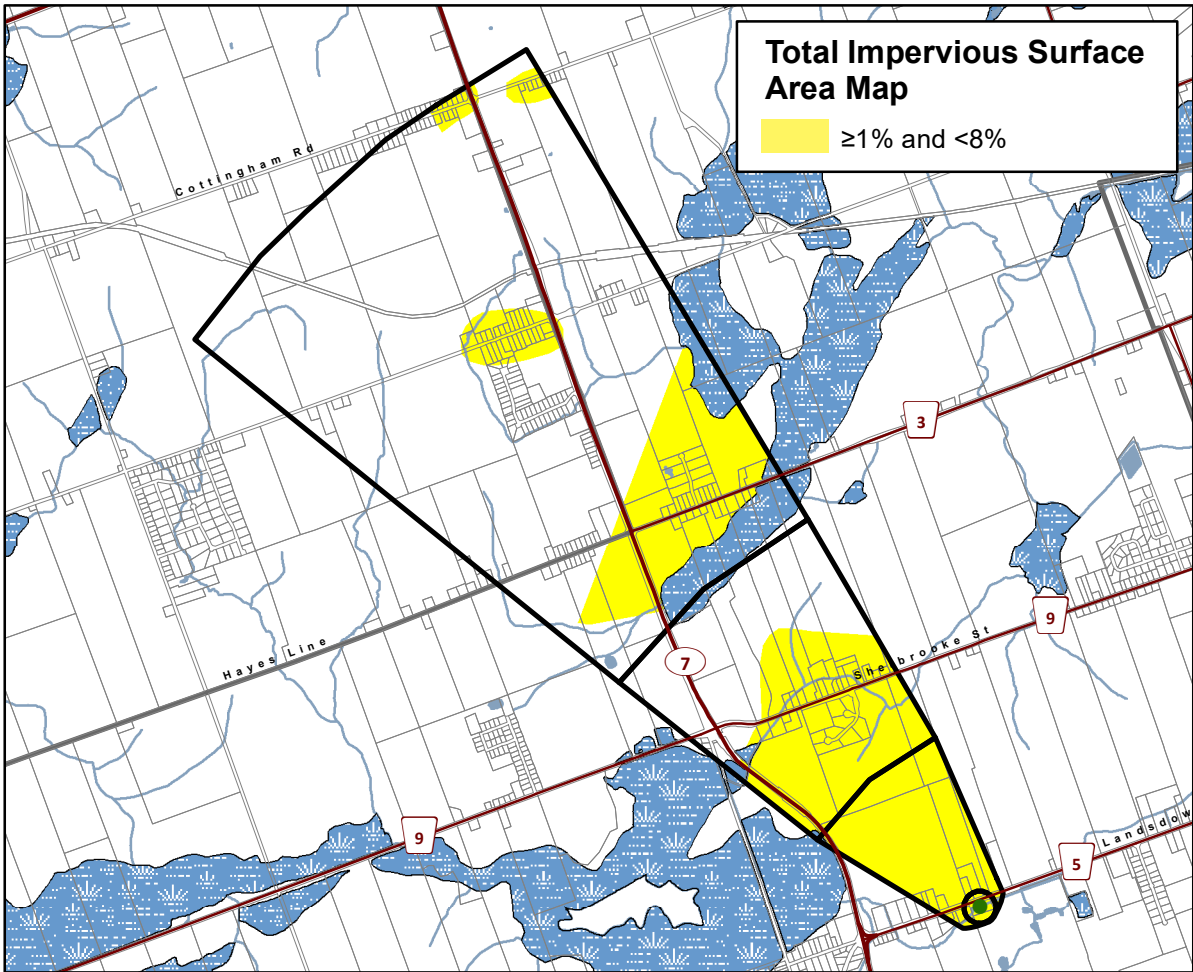 Total Impervious Surface
Area Map
≥1% and <8%
Cottingham Rd
3
9
Hayes Line
7
Sherbrooke St
9
5
Landsdow